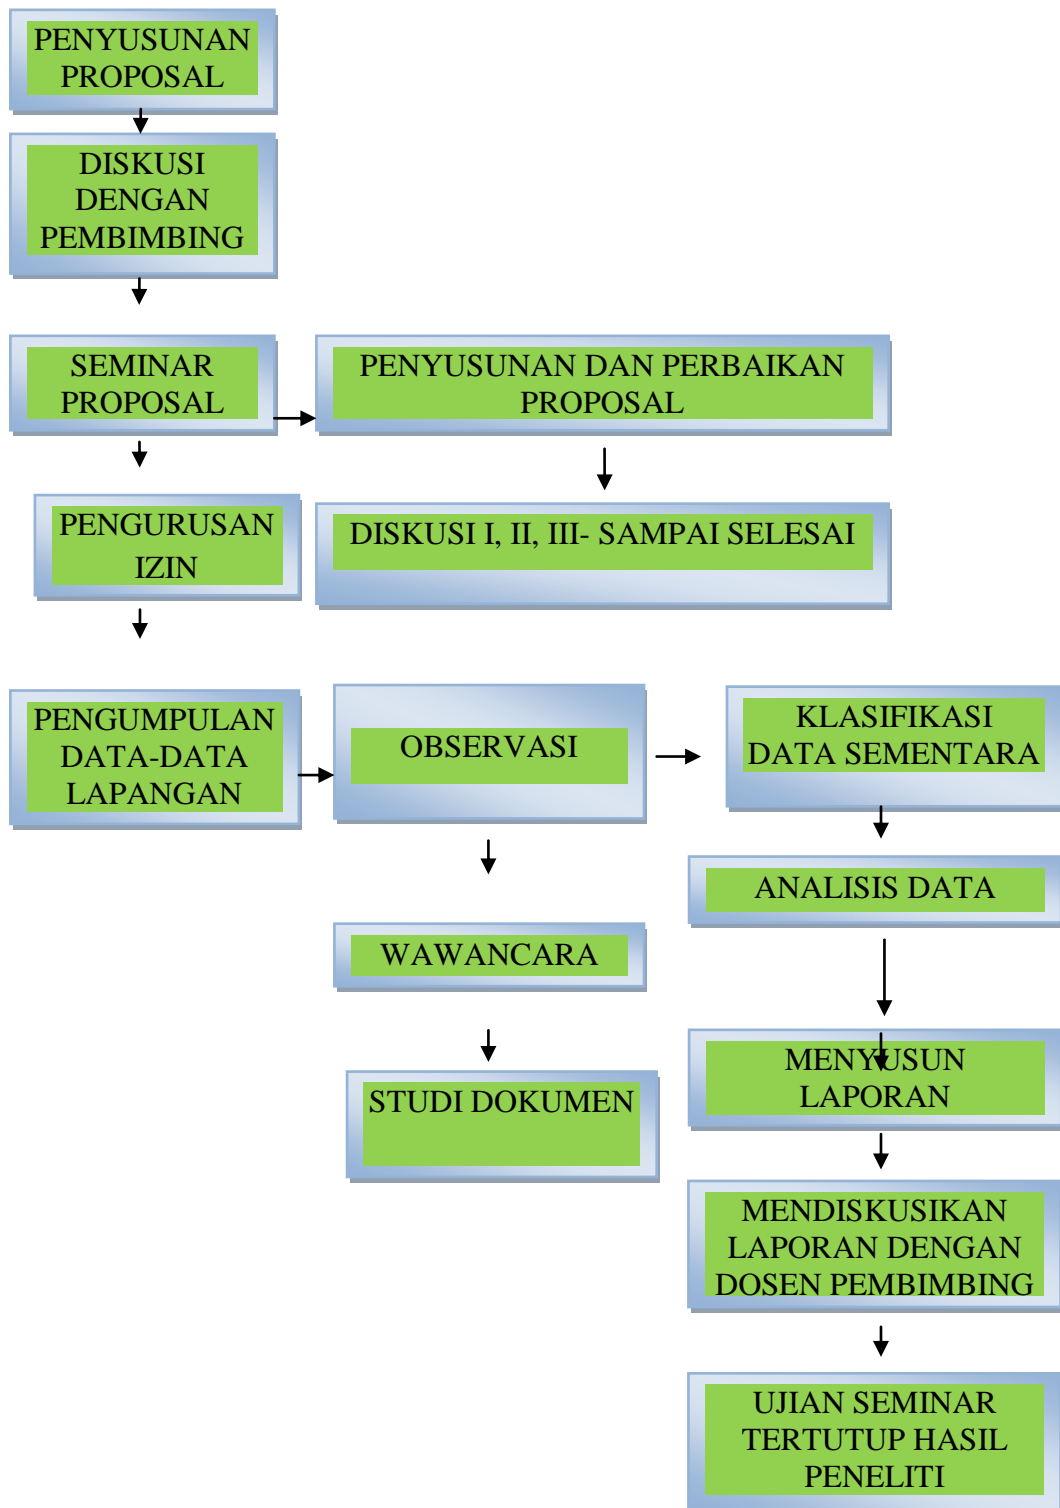 PENYUSUNAN
PROPOSAL
DISKUSI
DENGAN
PEMBIMBING
SEMINAR
PROPOSAL
PENYUSUNAN DAN PERBAIKAN
PROPOSAL
PENGURUSAN
IZIN
DISKUSI I, II, III- SAMPAI SELESAI
PENGUMPULAN
DATA-DATA
LAPANGAN
OBSERVASI
KLASIFIKASI
DATA SEMENTARA
ANALISIS DATA
WAWANCARA
MENYUSUN
LAPORAN
STUDI DOKUMEN
MENDISKUSIKAN
LAPORAN DENGAN
DOSEN PEMBIMBING
UJIAN SEMINAR
TERTUTUP HASIL
PENELITI